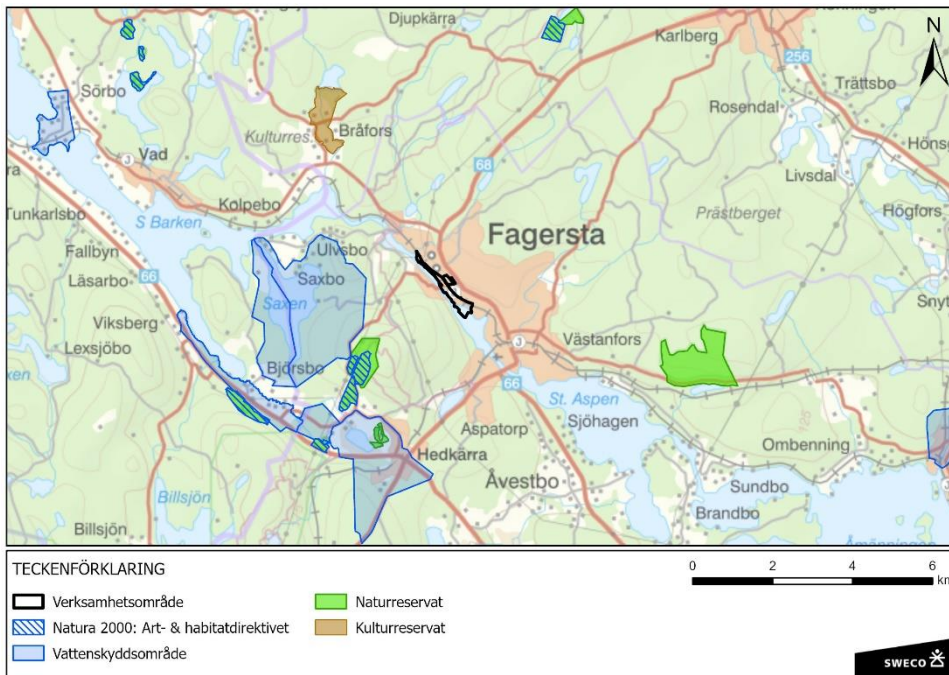 Djupkärra
Karlberg
N
256
Trättsbo
Sörbo
Rosendal
Kulturres.
Bråfors
Hönsg
Vad
J
68
Livsdal
Kolpebo
Prästberget
Högfors
S Barken
Tunkarlsbo
Fagersta
Fallbyn
Ulvsbo
66
Saxbo
Läsarbo
Saxen
Snyt
Viksberg
Västanfors
J
Lexsjöbo
Björsbo
66
St. Aspen
Sjöhagen
Aspatorp
Ombenning
Hedkärra
Åvestbo
Sundbo
Billsjön
Brandbo
Billsjön
Åmänningen
TECKENFÖRKLARING
Verksamhetsområde
Natura 2000: Art- & habitatdirektivet
Vattenskyddsområde
Naturreservat
Kulturreservat
0 2 4 6
km
SWECO